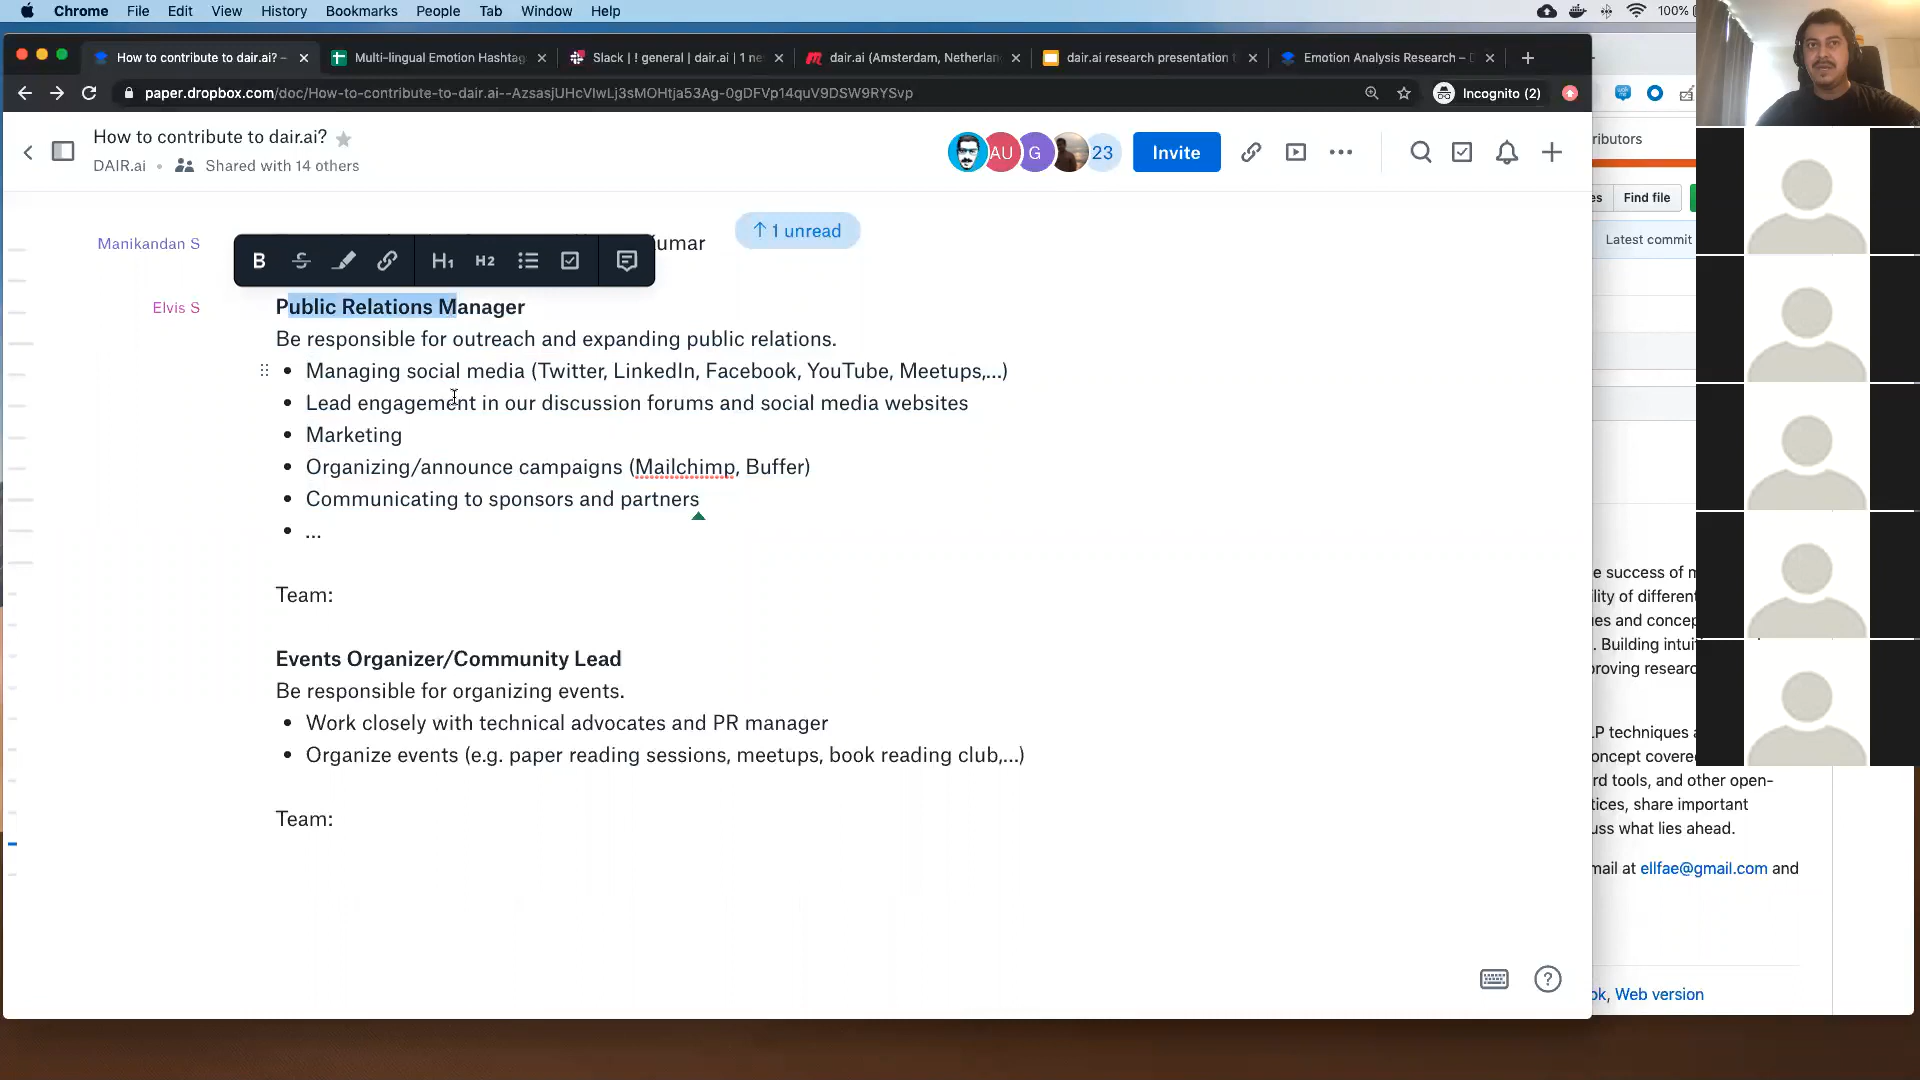 Chrome File Edit View History Bookmarks People Tab Window Help 100%
How to contribute to dair.ai? – Multi-lingual Emotion Hashtag Slack | ! general | dair.ai | 1 ne dair.ai (Amsterdam, Netherlan dair.ai research presentation t Emotion Analysis Research –
paper.dropbox.com/doc/How-to-contribute-to-dair.ai--AzsasjUHcVIwLj3sMOHtja53Ag-0gDFVp14quV9DSW9RYSvp Incognito (2)
How to contribute to dair.ai?
DAIR.ai • Shared with 14 others
AU G 23 Invite
ributors
es Find file
Latest commit
Manikandan S
umar
↑ 1 unread
B S H1 H2
Elvis S
Public Relations Manager
Be responsible for outreach and expanding public relations.
• Managing social media (Twitter, LinkedIn, Facebook, YouTube, Meetups,...)
• Lead engagement in our discussion forums and social media websites
• Marketing
• Organizing/announce campaigns (Mailchimp, Buffer)
• Communicating to sponsors and partners
• ...
Team:
Events Organizer/Community Lead
Be responsible for organizing events.
• Work closely with technical advocates and PR manager
• Organize events (e.g. paper reading sessions, meetups, book reading club,...)
Team:
e success of m
ility of differen
es and concep
. Building intui
roving researc
LP techniques a
oncept covere
rd tools, and other open-
tices, share important
uss what lies ahead.
mail at ellfae@gmail.com and
ok, Web version